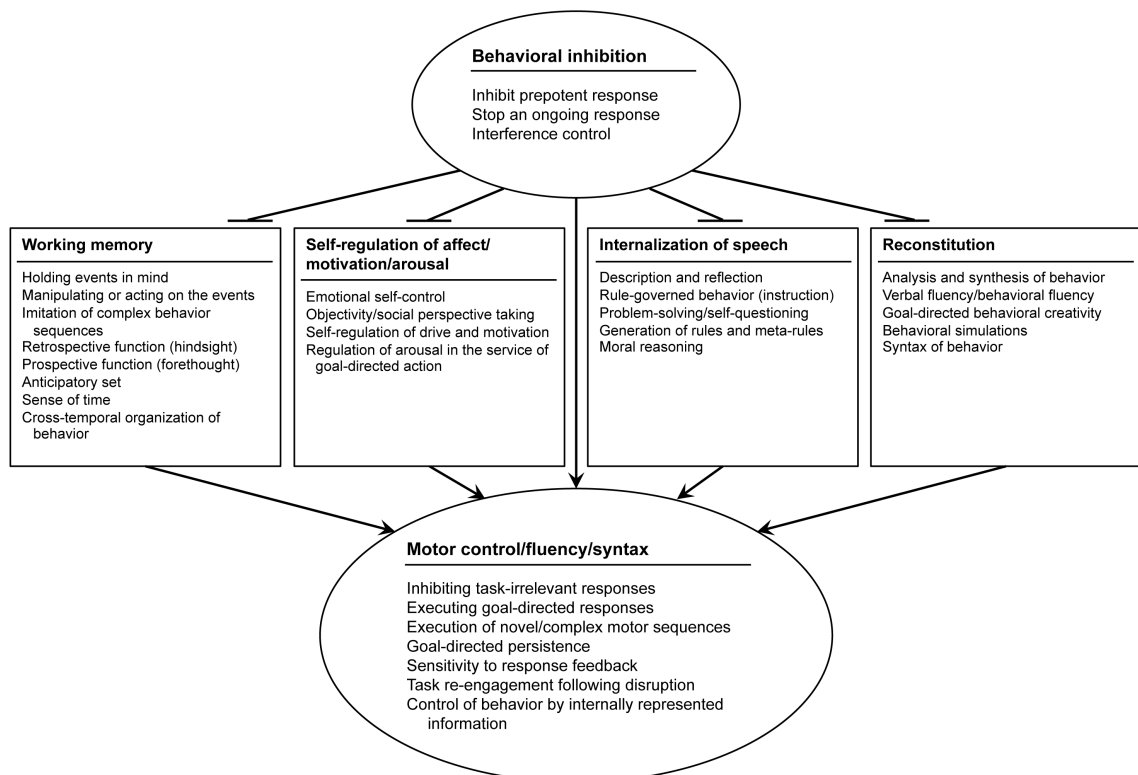 Behavioral inhibition
Inhibit prepotent response
Stop an ongoing response
Interference control
Working memory
Holding events in mind
Manipulating or acting on the events
Imitation of complex behavior
sequences
Retrospective function (hindsight)
Prospective function (forethought)
Anticipatory set
Sense of time
Cross-temporal organization of
behavior
Self-regulation of affect/
motivation/arousal
Emotional self-control
Objectivity/social perspective taking
Self-regulation of drive and motivation
Regulation of arousal in the service of
goal-directed action
Internalization of speech
Description and reflection
Rule-governed behavior (instruction)
Problem-solving/self-questioning
Generation of rules and meta-rules
Moral reasoning
Reconstitution
Analysis and synthesis of behavior
Verbal fluency/behavioral fluency
Goal-directed behavioral creativity
Behavioral simulations
Syntax of behavior
Motor control/fluency/syntax
Inhibiting task-irrelevant responses
Executing goal-directed responses
Execution of novel/complex motor sequences
Goal-directed persistence
Sensitivity to response feedback
Task re-engagement following disruption
Control of behavior by internally represented
information